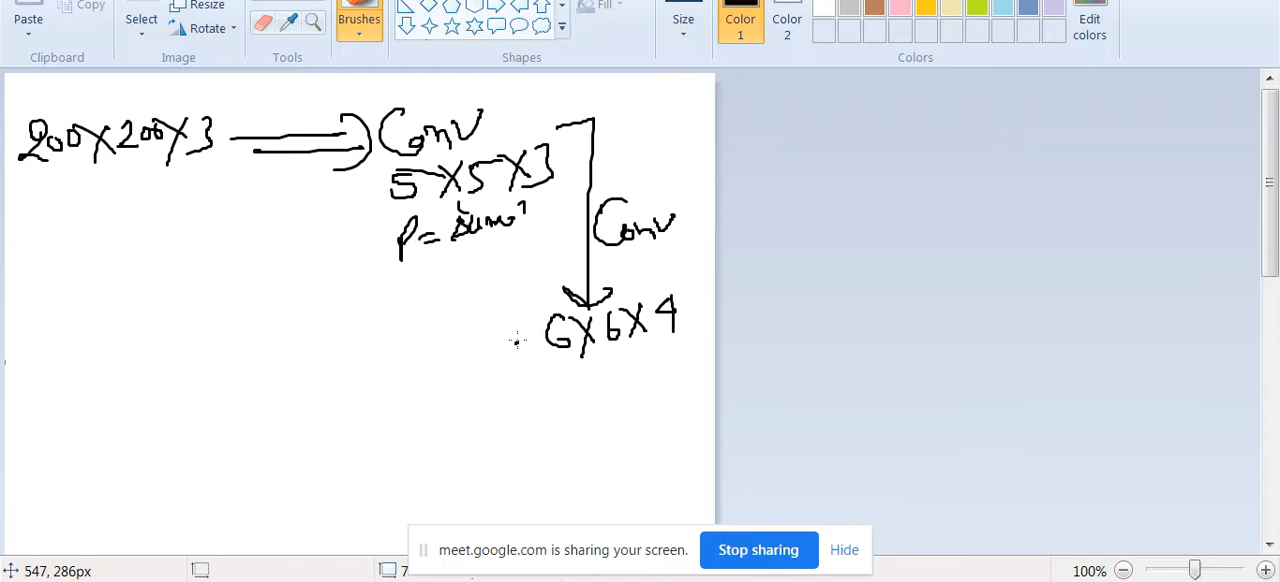 Resize
Copy
Paste
Select
Rotate
Brushes
Fill
Size
Color
1
Color
2
Edit
colors
Clipboard
Image
Tools
Shapes
Colors
200X200X3
Conv
5X5X3
P=
Conv
6X6X4
meet.google.com is sharing your screen.
Stop sharing
Hide
547, 286px
7
100%